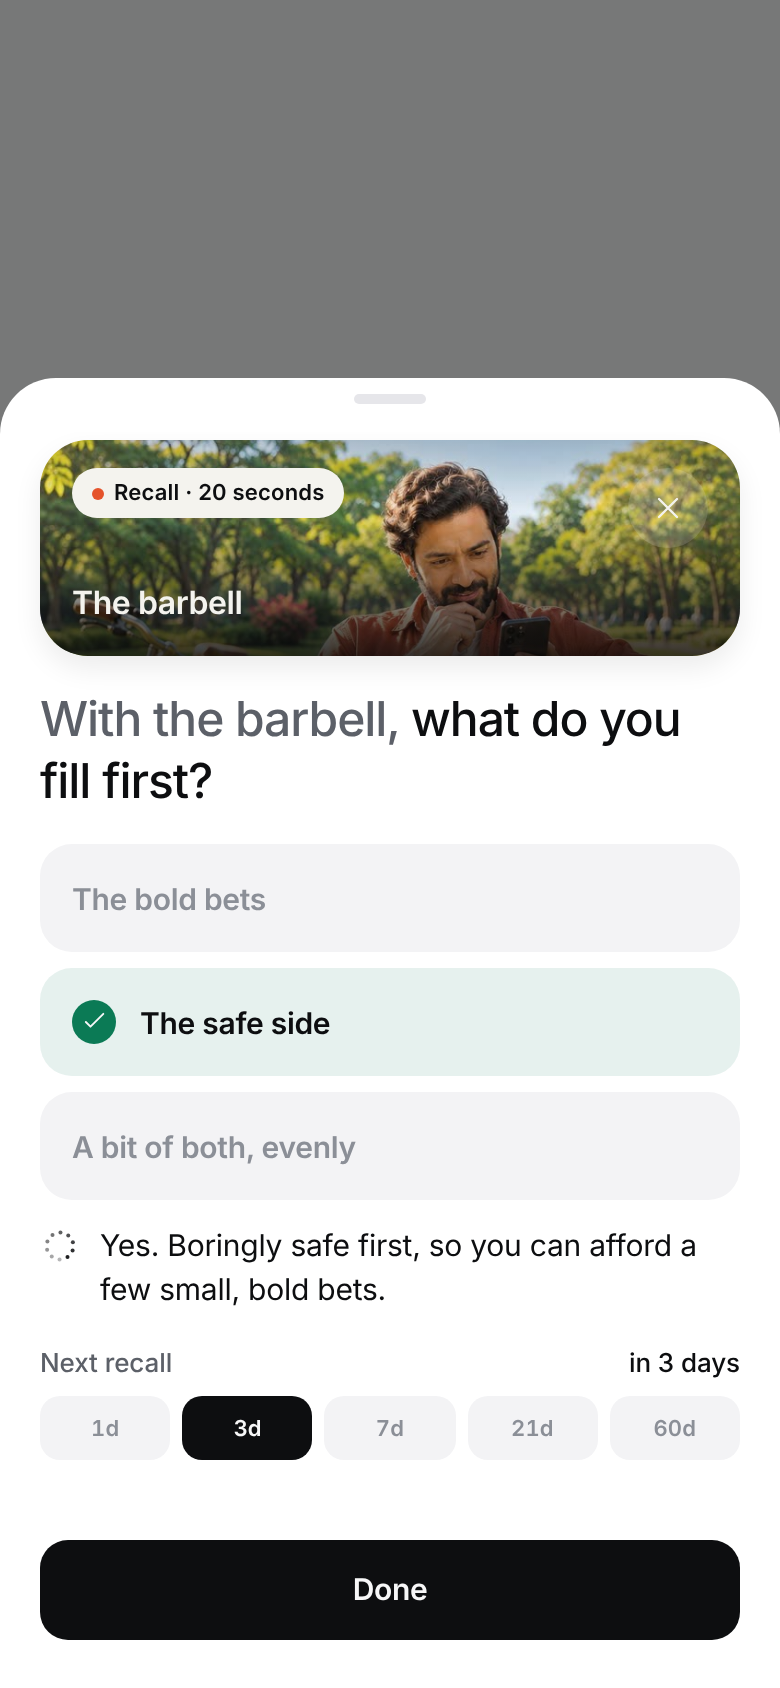 Recall · 20 seconds
The barbell
With the barbell, what do you
fill first?
The bold bets
The safe side
A bit of both, evenly
Yes. Boringly safe first, so you can afford a
few small, bold bets.
Next recall in 3 days
1d 3d 7d 21d 60d
Done